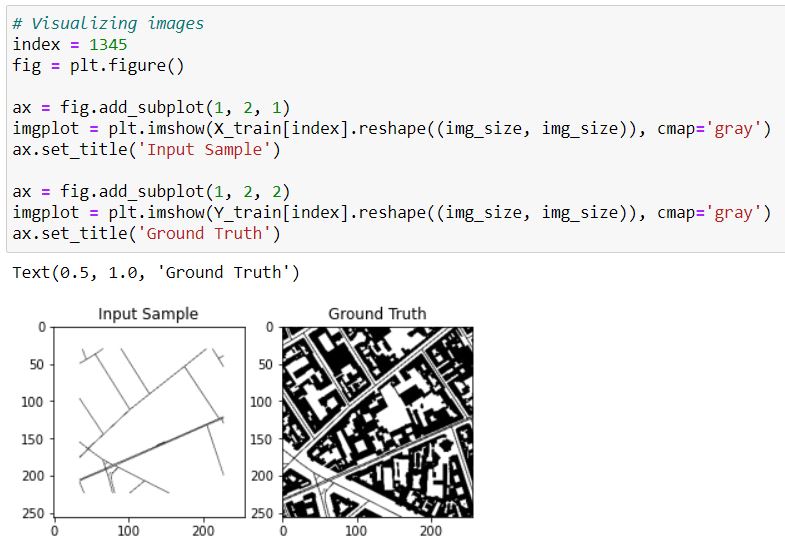 # Visualizing images
index = 1345
fig = plt.figure()
ax = fig.add_subplot(1, 2, 1)
imgplot = plt.imshow(X_train[index].reshape((img_size, img_size)), cmap='gray')
ax.set_title('Input Sample')
ax = fig.add_subplot(1, 2, 2)
imgplot = plt.imshow(Y_train[index].reshape((img_size, img_size)), cmap='gray')
ax.set_title('Ground Truth')
Text(0.5, 1.0, 'Ground Truth')
Input Sample
0
50
100
150
200
250
0 100 200
Ground Truth
0
50
100
150
200
250
0 100 200